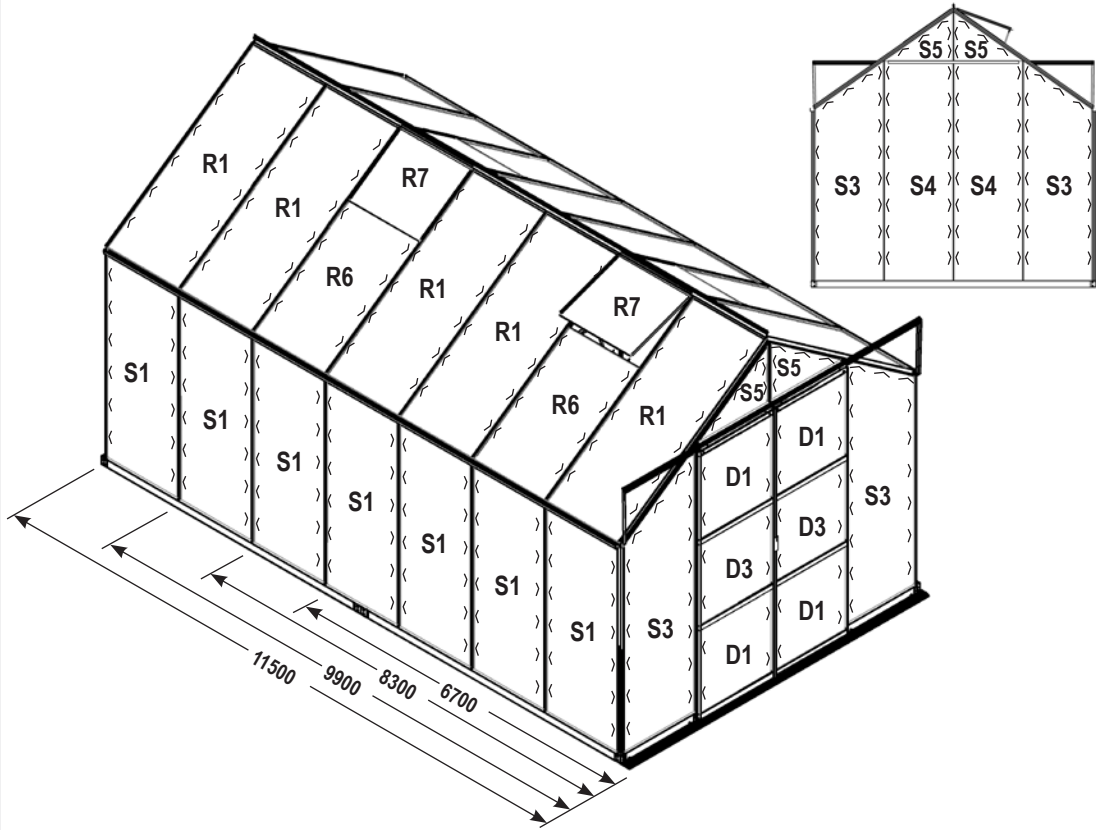 S5 S5
S3 S4 S4 S3
R1
R1
R7
R6
R1
R1
R7
R6
R1
S5
S5
S1
S1
S1
S1
S1
S1
S1
D1
D1
S3
D3
D3
S3
D1
D1
11500
9900
8300
6700